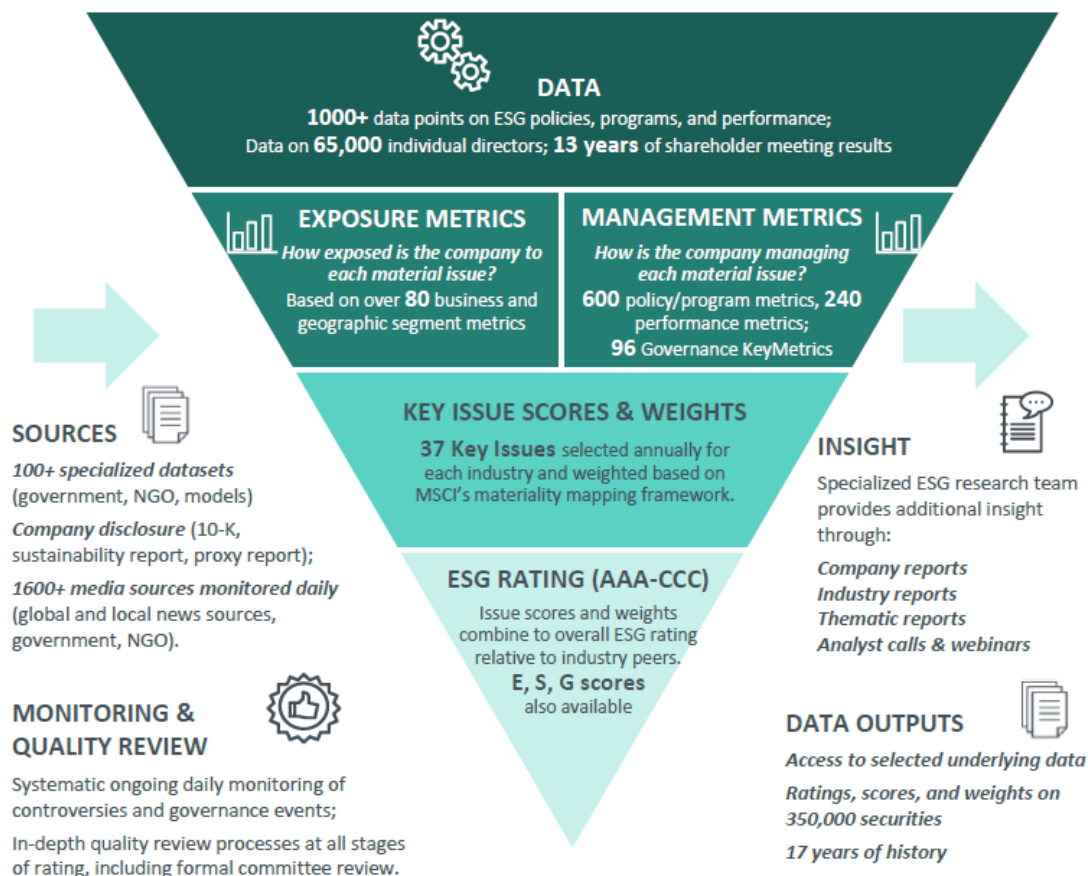 DATA
1000+ data points on ESG policies, programs, and performance;
Data on 65,000 individual directors; 13 years of shareholder meeting results
EXPOSURE METRICS
How exposed is the company to
each material issue?
Based on over 80 business and
geographic segment metrics
MANAGEMENT METRICS
How is the company managing
each material issue?
600 policy/program metrics, 240
performance metrics;
96 Governance KeyMetrics
KEY ISSUE SCORES & WEIGHTS
37 Key Issues selected annually for
each industry and weighted based on
MSCI's materiality mapping framework.
ESG RATING (AAA-CCC)
Issue scores and weights
combine to overall ESG rating
relative to industry peers.
E, S, G scores
also available
SOURCES
100+ specialized datasets
(government, NGO, models)
Company disclosure (10-K,
sustainability report, proxy report);
1600+ media sources monitored daily
(global and local news sources,
government, NGO).
MONITORING &
QUALITY REVIEW
Systematic ongoing daily monitoring of
controversies and governance events;
In-depth quality review processes at all stages
of rating, including formal committee review.
INSIGHT
Specialized ESG research team
provides additional insight
through:
Company reports
Industry reports
Thematic reports
Analyst calls & webinars
DATA OUTPUTS
Access to selected underlying data
Ratings, scores, and weights on
350,000 securities
17 years of history